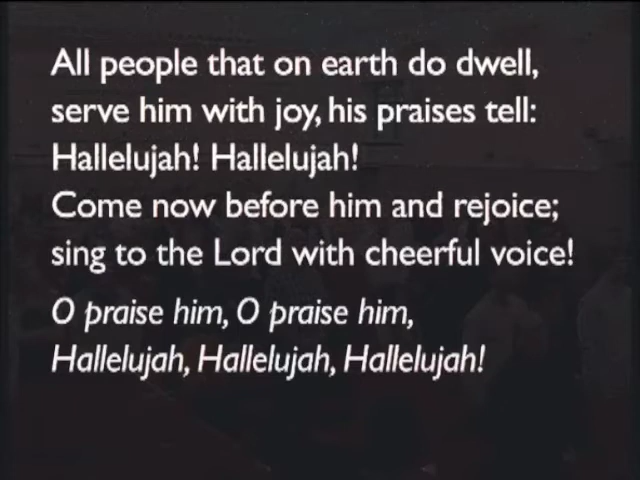 All people that on earth do dwell,
serve him with joy, his praises tell:
Hallelujah! Hallelujah!
Come now before him and rejoice;
sing to the Lord with cheerful voice!
O praise him, O praise him,
Hallelujah, Hallelujah, Hallelujah!